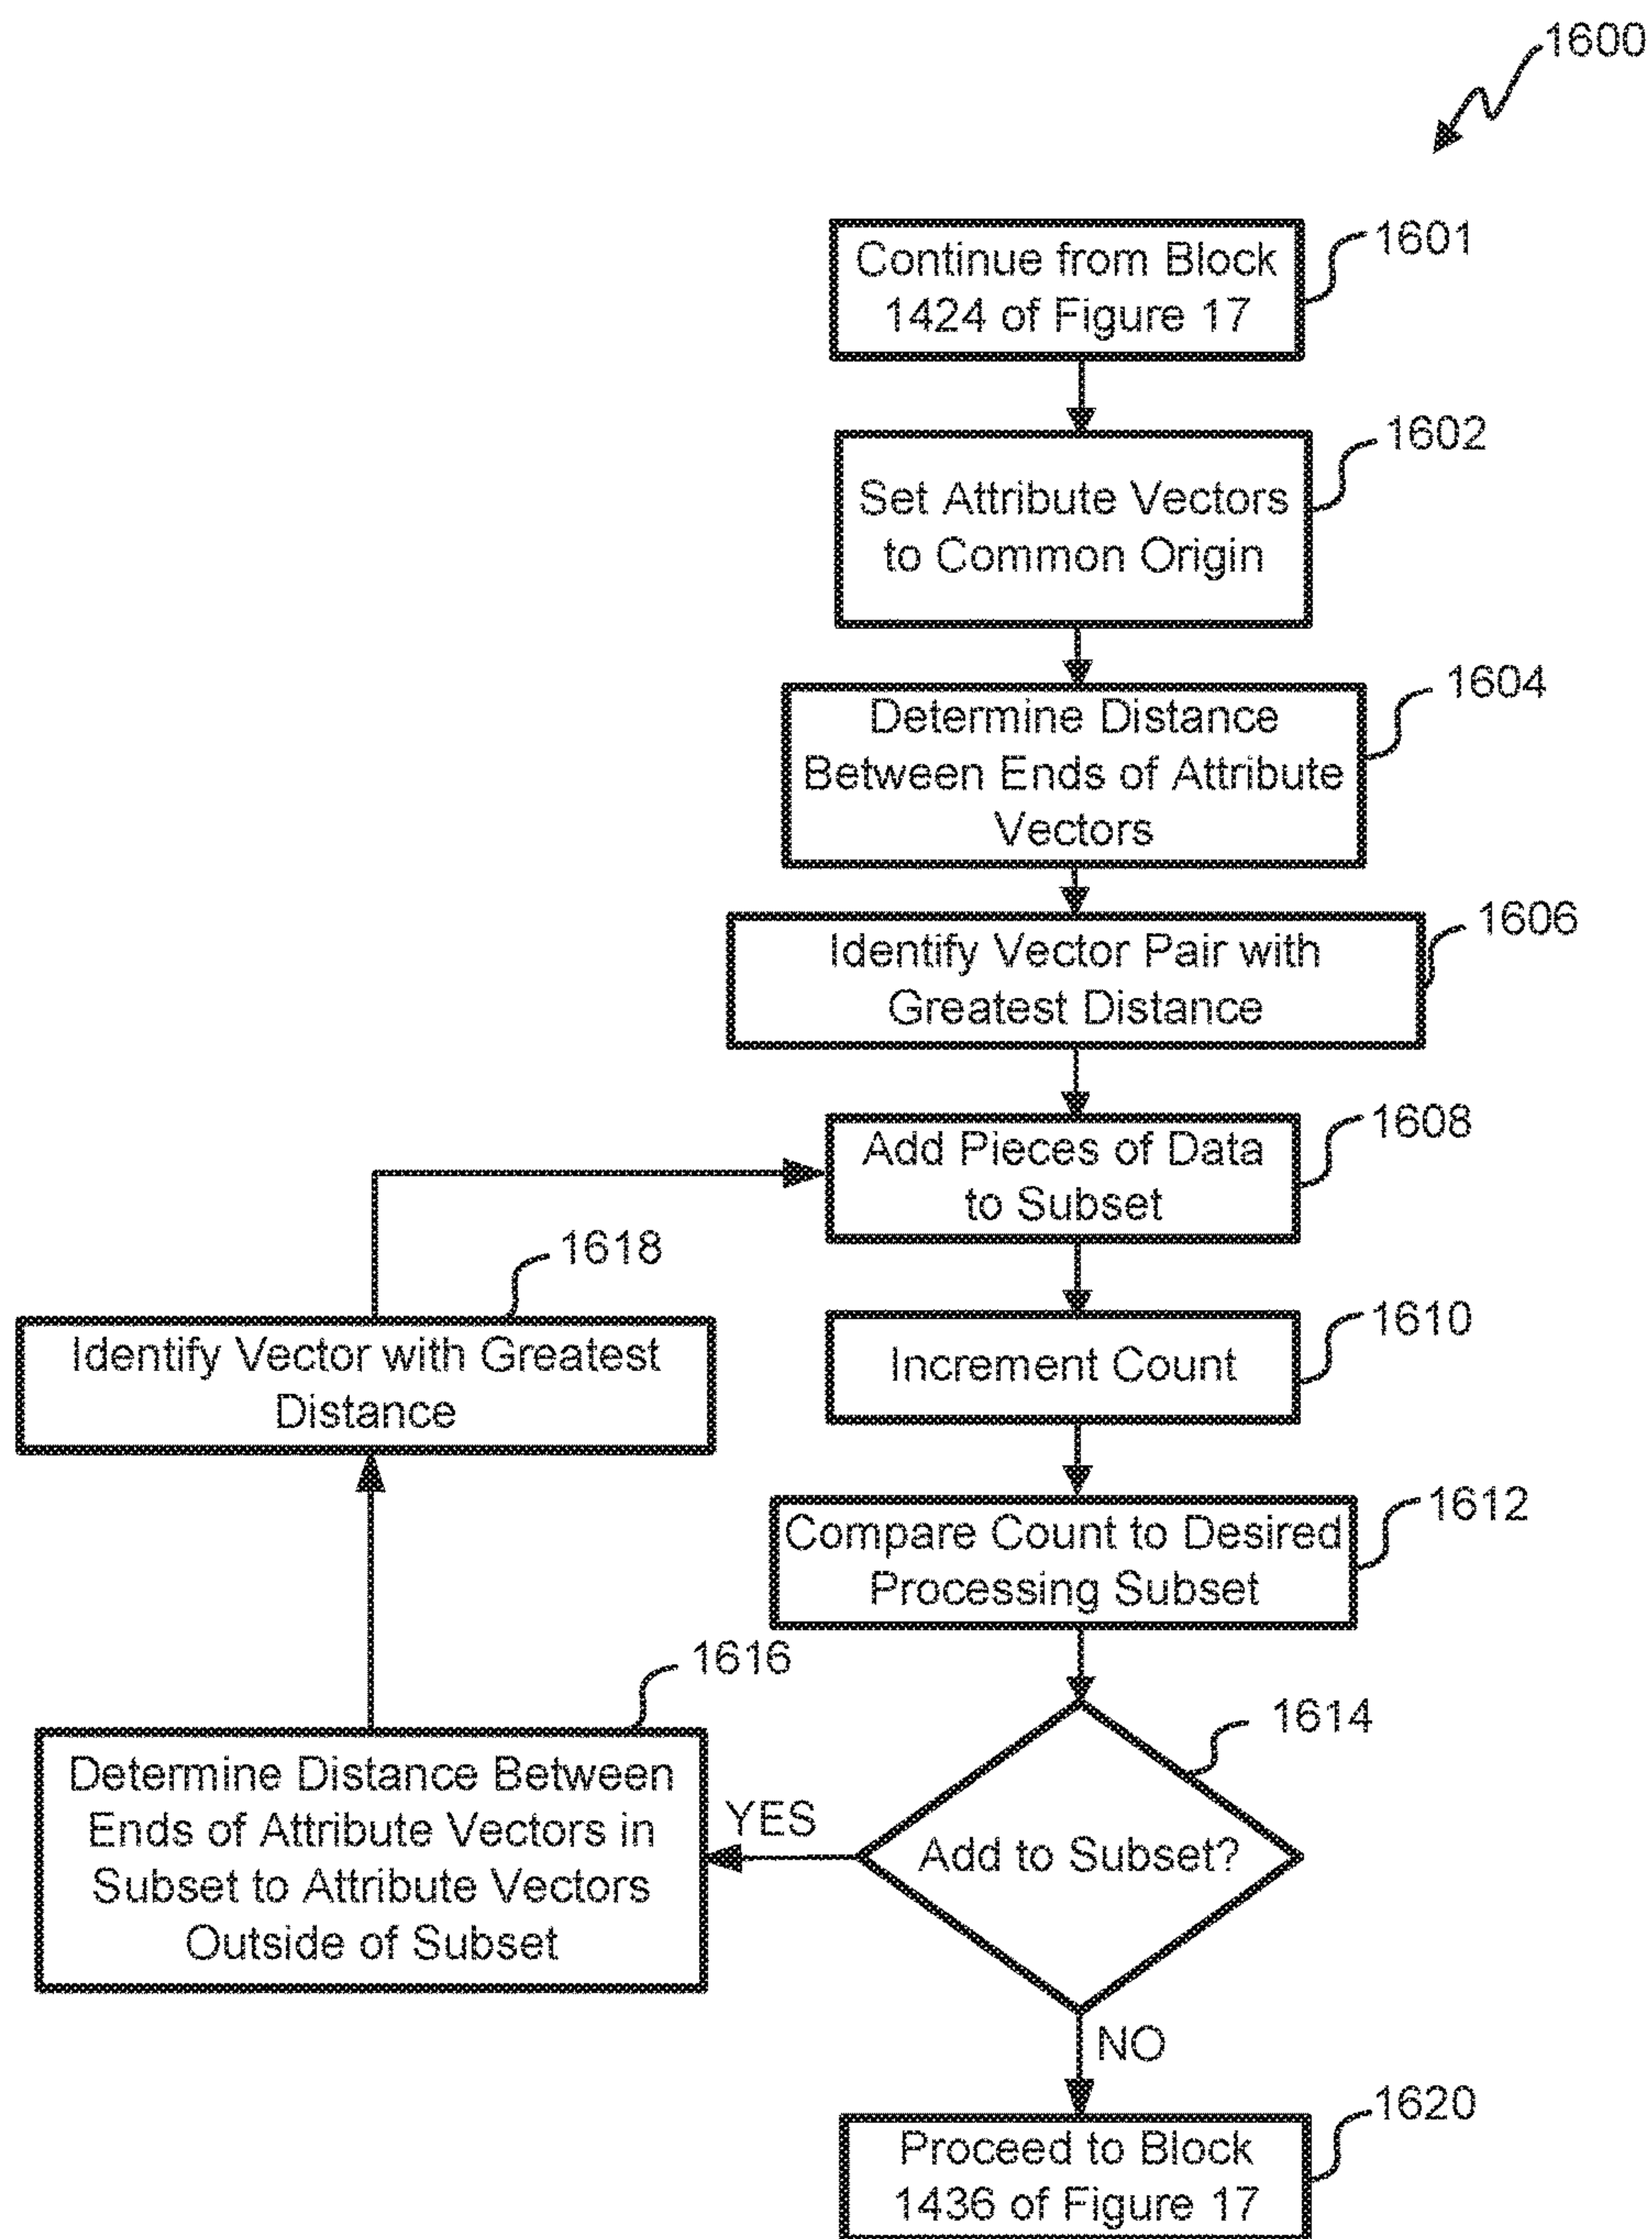 1600
Continue from Block
1424 of Figure 17
1601
Set Attribute Vectors
to Common Origin
1602
Determine Distance
Between Ends of Attribute
Vectors
1604
Identify Vector Pair with
Greatest Distance
1606
Add Pieces of Data
to Subset
1608
Increment Count
1610
Compare Count to Desired
Processing Subset
1612
Add to Subset?
1614
YES
Determine Distance Between
Ends of Attribute Vectors in
Subset to Attribute Vectors
Outside of Subset
1616
Identify Vector with Greatest
Distance
1618
NO
Proceed to Block
1436 of Figure 17
1620